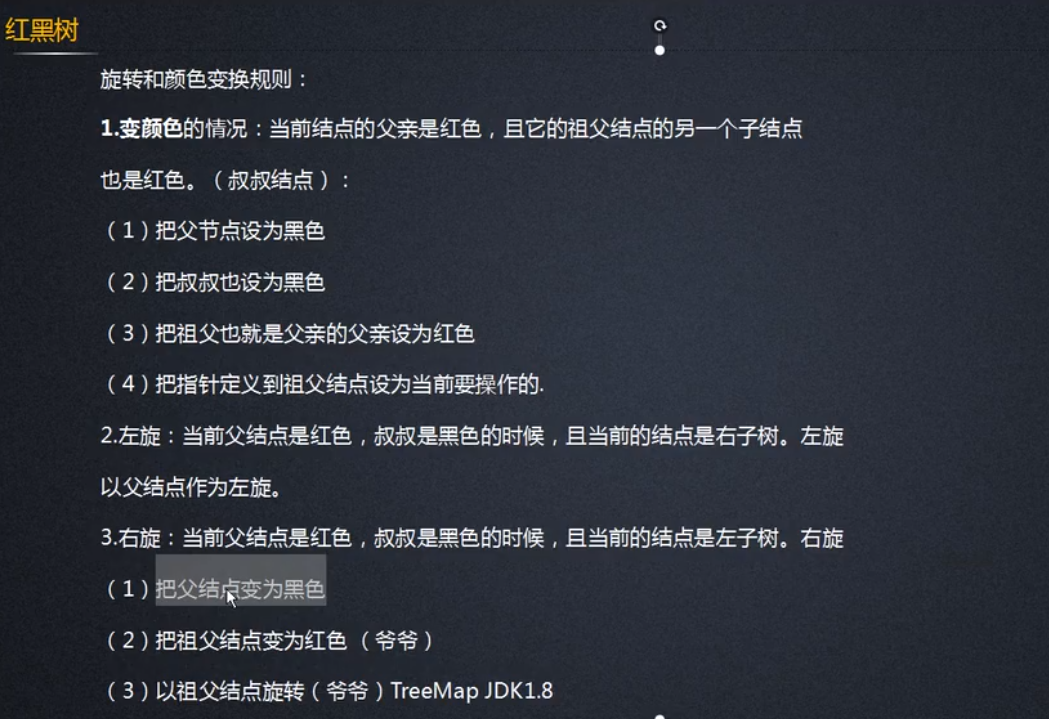 红黑树
旋转和颜色变换规则：
1.变颜色的情况：当前结点的父亲是红色，且它的祖父结点的另一个子结点
也是红色。（叔叔结点）：
（1）把父节点设为黑色
（2）把叔叔也设为黑色
（3）把祖父也就是父亲的父亲设为红色
（4）把指针定义到祖父结点设为当前要操作的.
2.左旋：当前父结点是红色，叔叔是黑色的时候，且当前的结点是右子树。左旋
以父结点作为左旋。
3.右旋：当前父结点是红色，叔叔是黑色的时候，且当前的结点是左子树。右旋
（1）把父结点变为黑色
（2）把祖父结点变为红色 （爷爷）
（3）以祖父结点旋转（爷爷）TreeMap JDK1.8